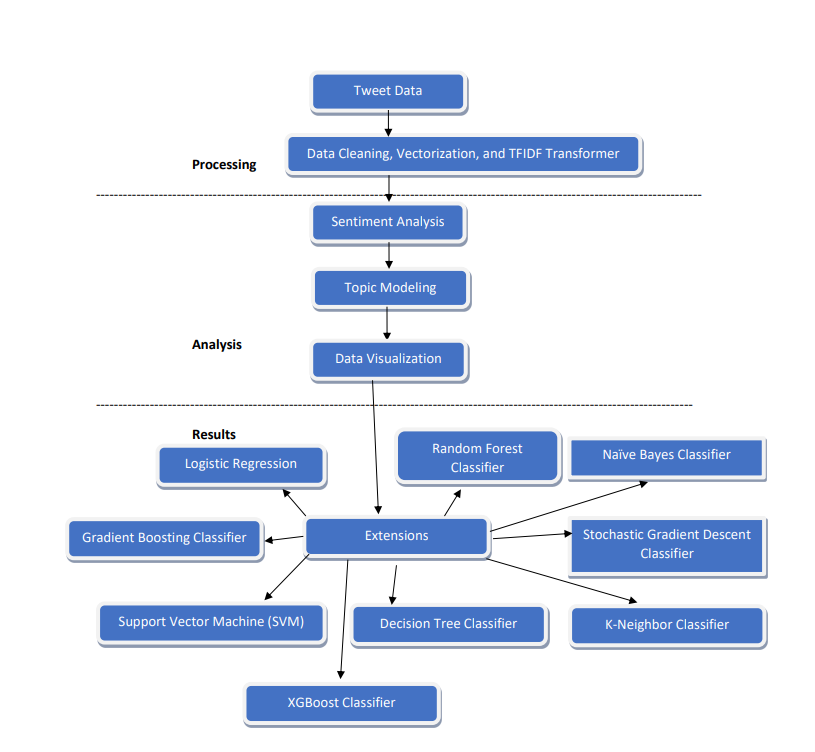 Tweet Data
Data Cleaning, Vectorization, and TFIDF Transformer
Processing
Sentiment Analysis
Topic Modeling
Analysis
Data Visualization
Results
Logistic Regression
Random Forest
Classifier
Naïve Bayes Classifier
Gradient Boosting Classifier
Extensions
Stochastic Gradient Descent
Classifier
Support Vector Machine (SVM)
Decision Tree Classifier
K-Neighbor Classifier
XGBoost Classifier